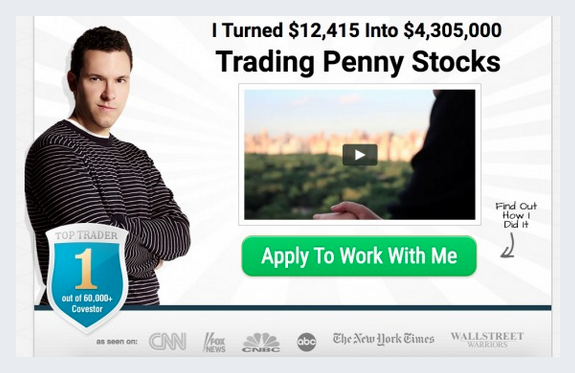 I Turned $12,415 Into $4,305,000
Trading Penny Stocks
Find Out
How I
Did It
Apply To Work With Me
TOP TRADER
1
out of 60,000+
Covestor
as seen on: CNN FOX NEWS CNBC abc The New York Times WALLSTREET WARRIORS